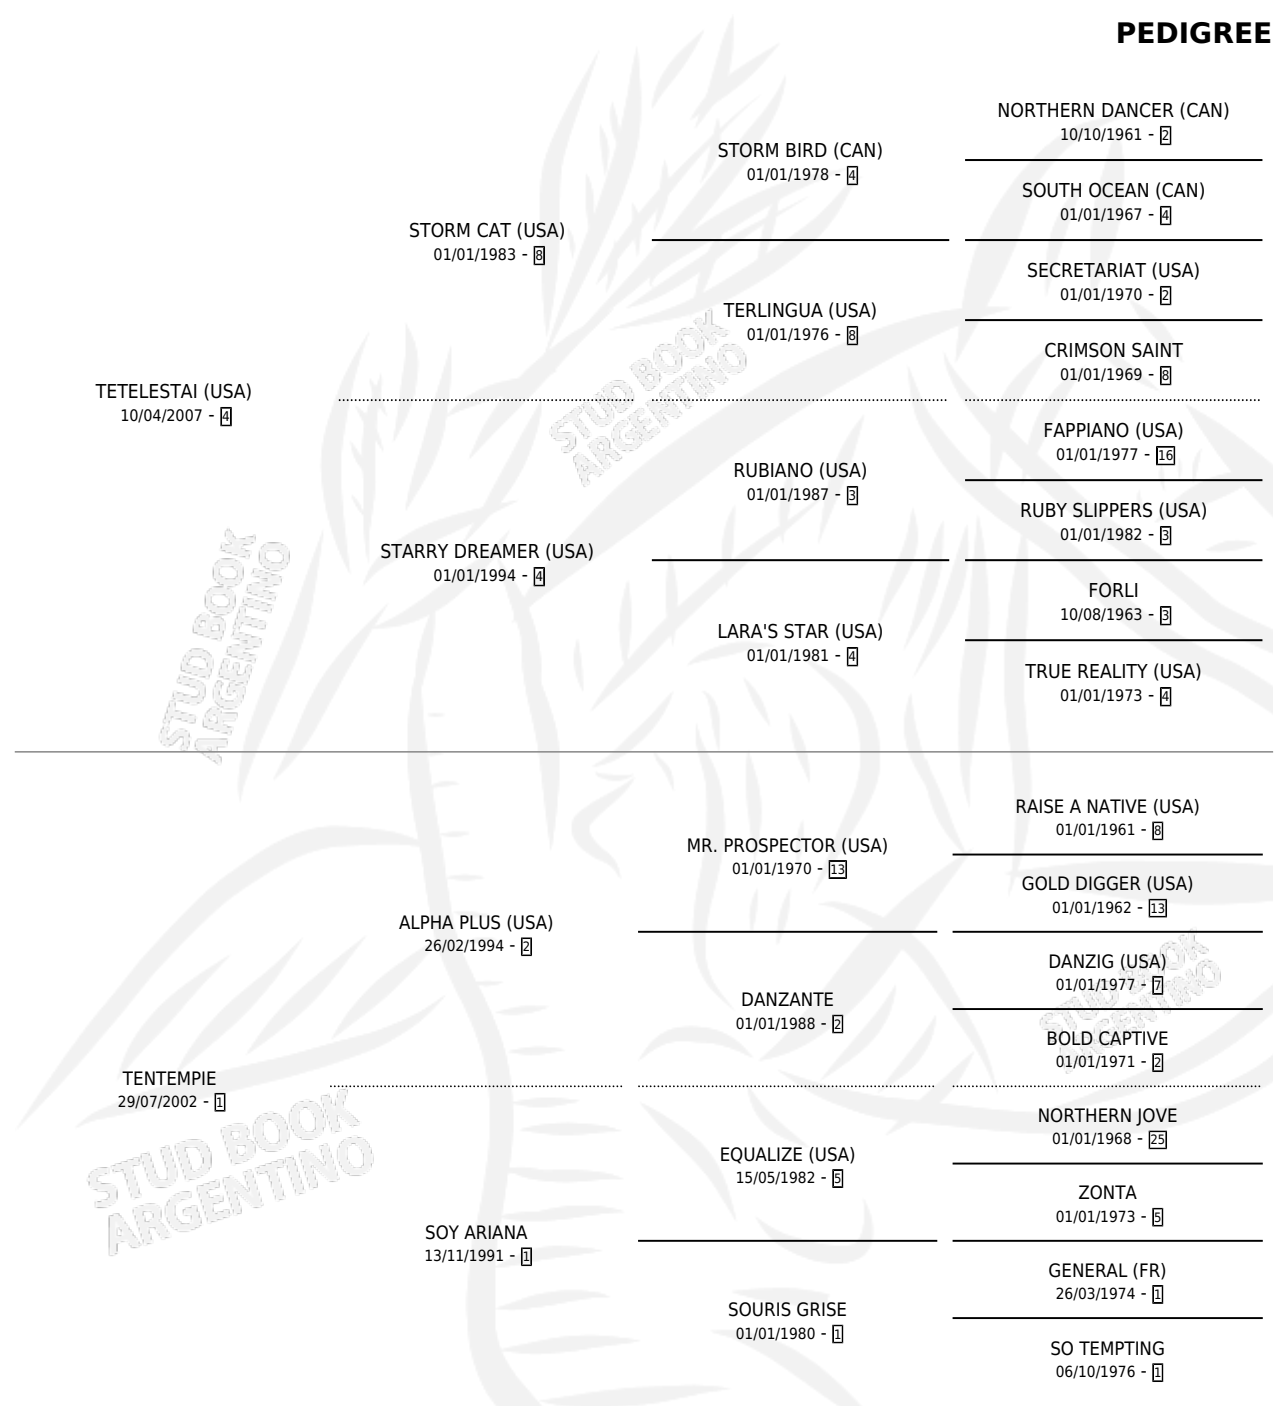 PEDIGREE
NORTHERN DANCER (CAN)
10/10/1961 - 2
STORM BIRD (CAN)
01/01/1978 - 4
SOUTH OCEAN (CAN)
01/01/1967 - 4
STORM CAT (USA)
01/01/1983 - 8
SECRETARIAT (USA)
01/01/1970 - 2
TERLINGUA (USA)
01/01/1976 - 8
CRIMSON SAINT
01/01/1969 - 8
TETELESTAI (USA)
10/04/2007 - 4
FAPPIANO (USA)
01/01/1977 - 16
RUBIANO (USA)
01/01/1987 - 3
RUBY SLIPPERS (USA)
01/01/1982 - 3
STARRY DREAMER (USA)
01/01/1994 - 4
FORLI
10/08/1963 - 3
LARA'S STAR (USA)
01/01/1981 - 4
TRUE REALITY (USA)
01/01/1973 - 4
RAISE A NATIVE (USA)
01/01/1961 - 8
MR. PROSPECTOR (USA)
01/01/1970 - 13
GOLD DIGGER (USA)
01/01/1962 - 13
ALPHA PLUS (USA)
26/02/1994 - 2
DANZIG (USA)
01/01/1977 - 7
DANZANTE
01/01/1988 - 2
BOLD CAPTIVE
01/01/1971 - 2
TENTEMPIE
29/07/2002 - 1
NORTHERN JOVE
01/01/1968 - 25
EQUALIZE (USA)
15/05/1982 - 5
ZONTA
01/01/1973 - 5
SOY ARIANA
13/11/1991 - 1
GENERAL (FR)
26/03/1974 - 1
SOURIS GRISE
01/01/1980 - 1
SO TEMPTING
06/10/1976 - 1
STUD BOOK
ARGENTINO
STUD BOOK
ARGENTINO
STUD BOOK
ARGENTINO
STUD BOOK
ARGENTINO